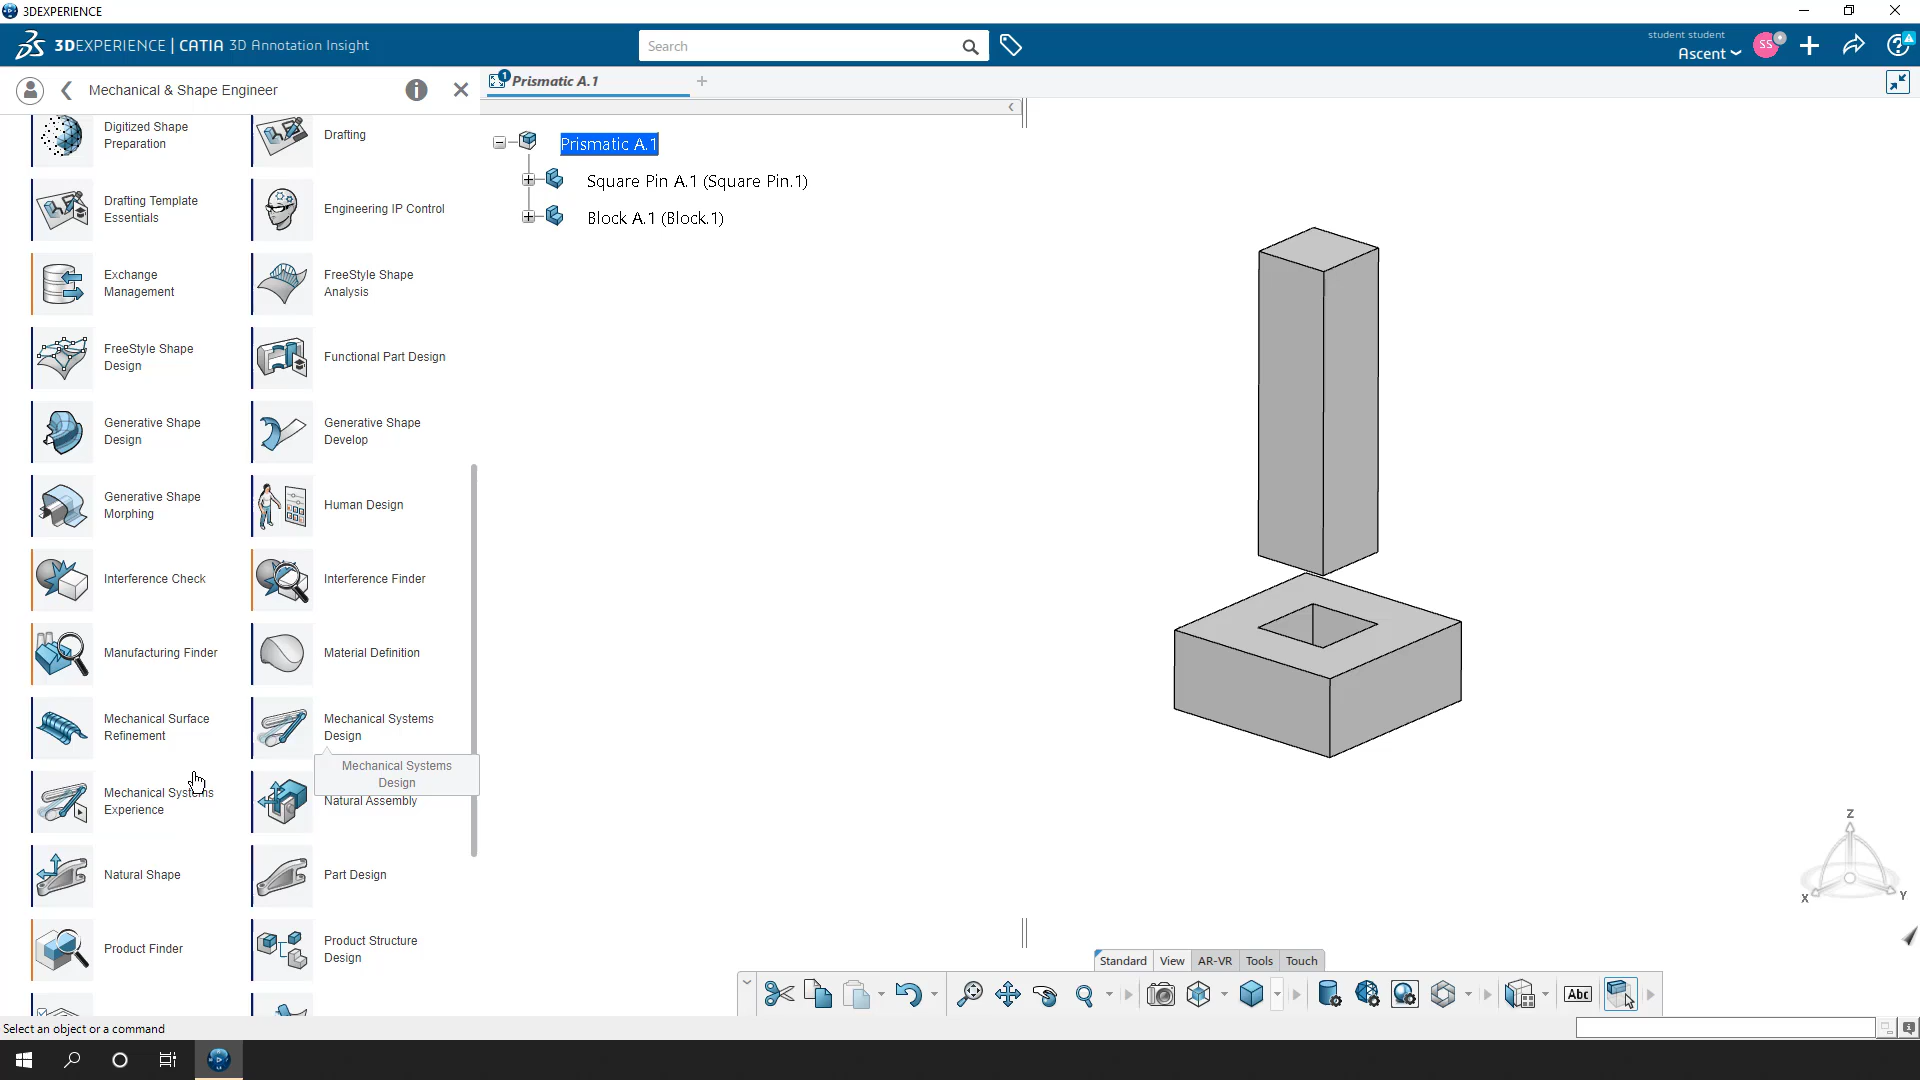 3DEXPERIENCE
3DEXPERIENCE | CATIA 3D Annotation Insight
Search
student student
Ascent
SS
Mechanical & Shape Engineer
1
Prismatic A.1
Digitized Shape
Preparation
Drafting
Drafting Template
Essentials
Engineering IP Control
Exchange
Management
FreeStyle Shape
Analysis
FreeStyle Shape
Design
Functional Part Design
Generative Shape
Design
Generative Shape
Develop
Generative Shape
Morphing
Human Design
Interference Check
Interference Finder
Manufacturing Finder
Material Definition
Mechanical Surface
Refinement
Mechanical Systems
Design
Mechanical Systems
Design
Mechanical Systems
Experience
Natural Assembly
Natural Shape
Part Design
Product Finder
Product Structure
Design
Prismatic A.1
Square Pin A.1 (Square Pin.1)
Block A.1 (Block.1)
Z
X
Y
Standard
View
AR-VR
Tools
Touch
Abc
Select an object or a command